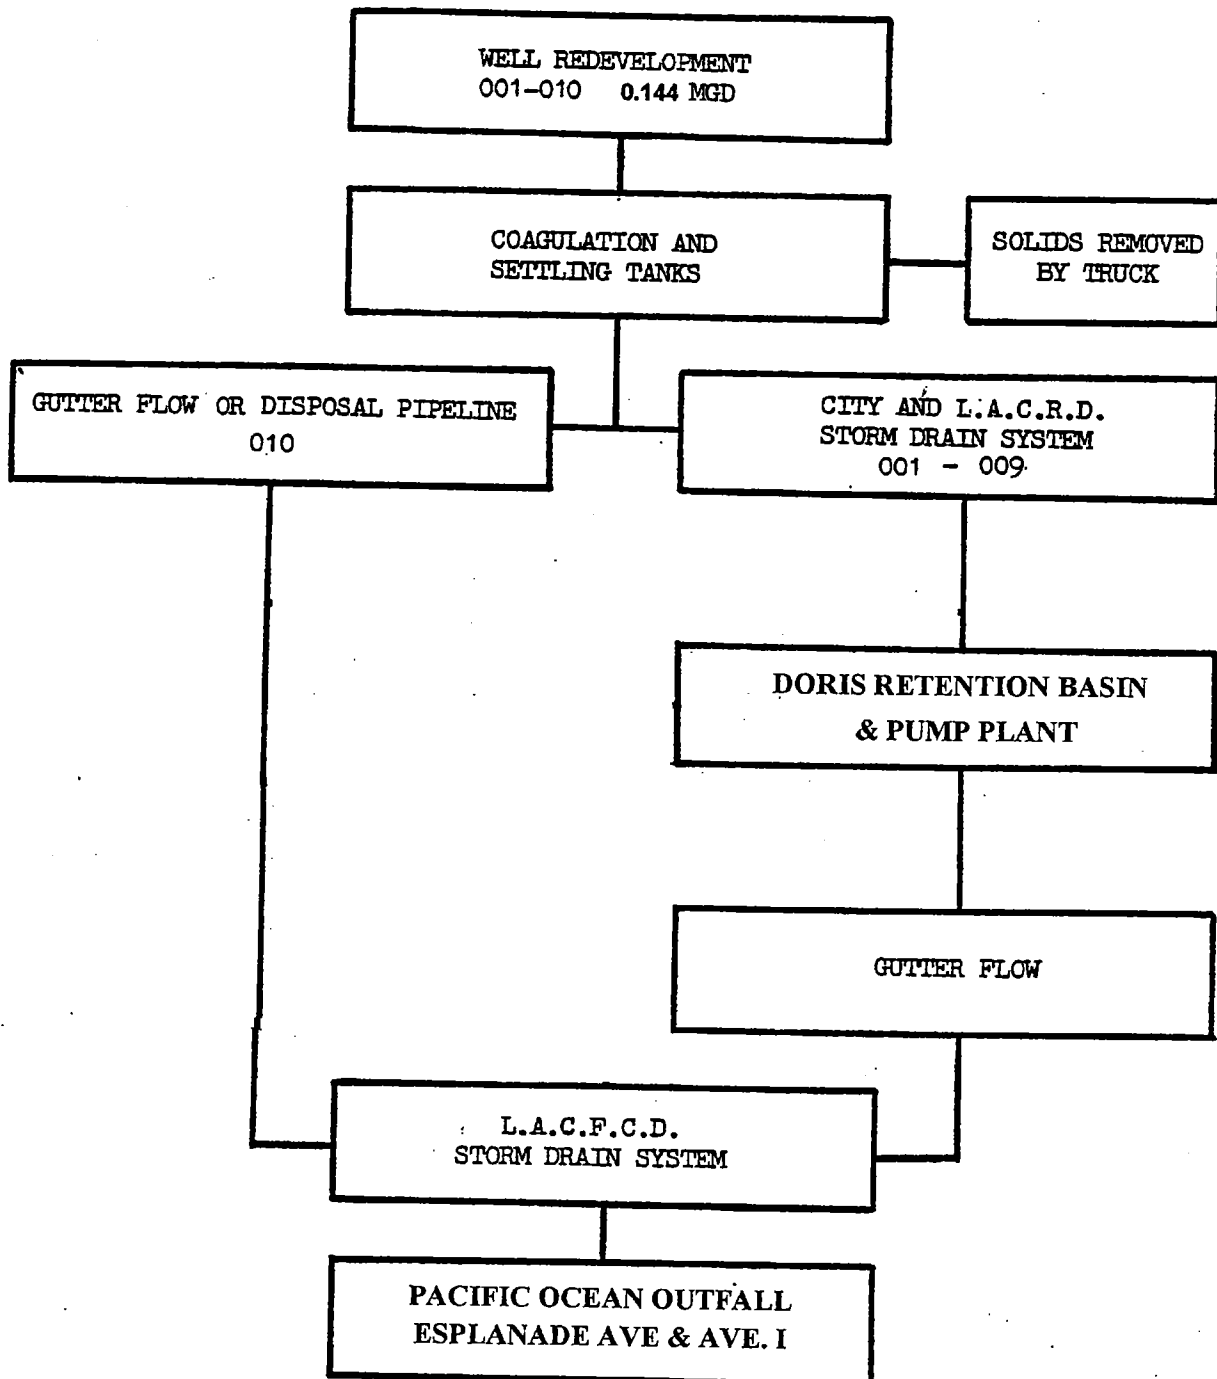 WELL REDEVELOPMENT
001-010 0.144 MGD
COAGULATION AND
SETTLING TANKS
SOLIDS REMOVED
BY TRUCK
GUTTER FLOW OR DISPOSAL PIPELINE
010
CITY AND L.A.C.R.D.
STORM DRAIN SYSTEM
001 - 009
DORIS RETENTION BASIN
& PUMP PLANT
GUTTER FLOW
L.A.C.F.C.D.
STORM DRAIN SYSTEM
PACIFIC OCEAN OUTFALL
ESPLANADE AVE & AVE. I